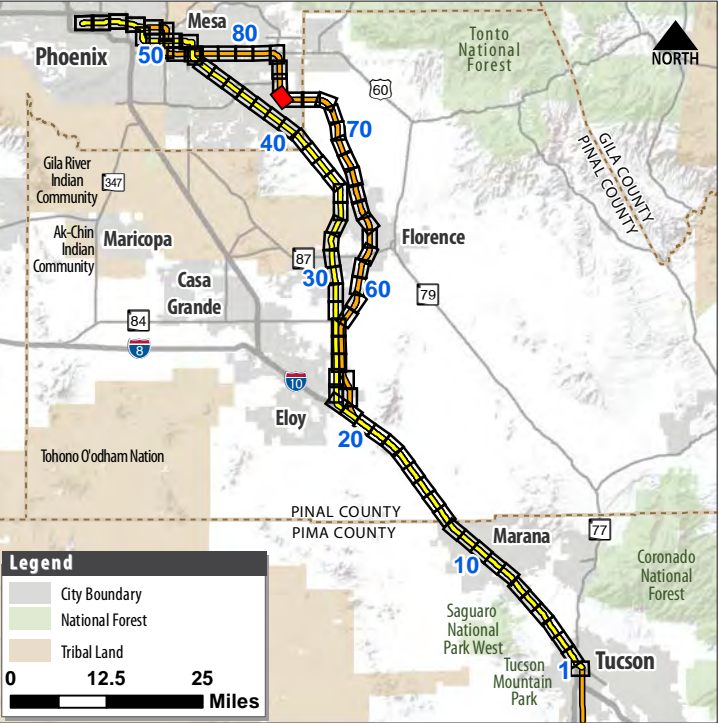 Mesa
80
50
Phoenix
Tonto
National
Forest
NORTH
60
70
40
GILA COUNTY
PINAL COUNTY
Gila River
Indian
Community
347
Ak-Chin
Indian
Community
Maricopa
Florence
87
30
Casa
Grande
60
79
84
8
10
Eloy
20
Tohono O'odham Nation
PINAL COUNTY
PIMA COUNTY
Marana
77
10
Coronado
National
Forest
Saguaro
National
Park West
Tucson
Mountain
Park
1
Tucson
Legend
City Boundary
National Forest
Tribal Land
0 12.5 25
Miles